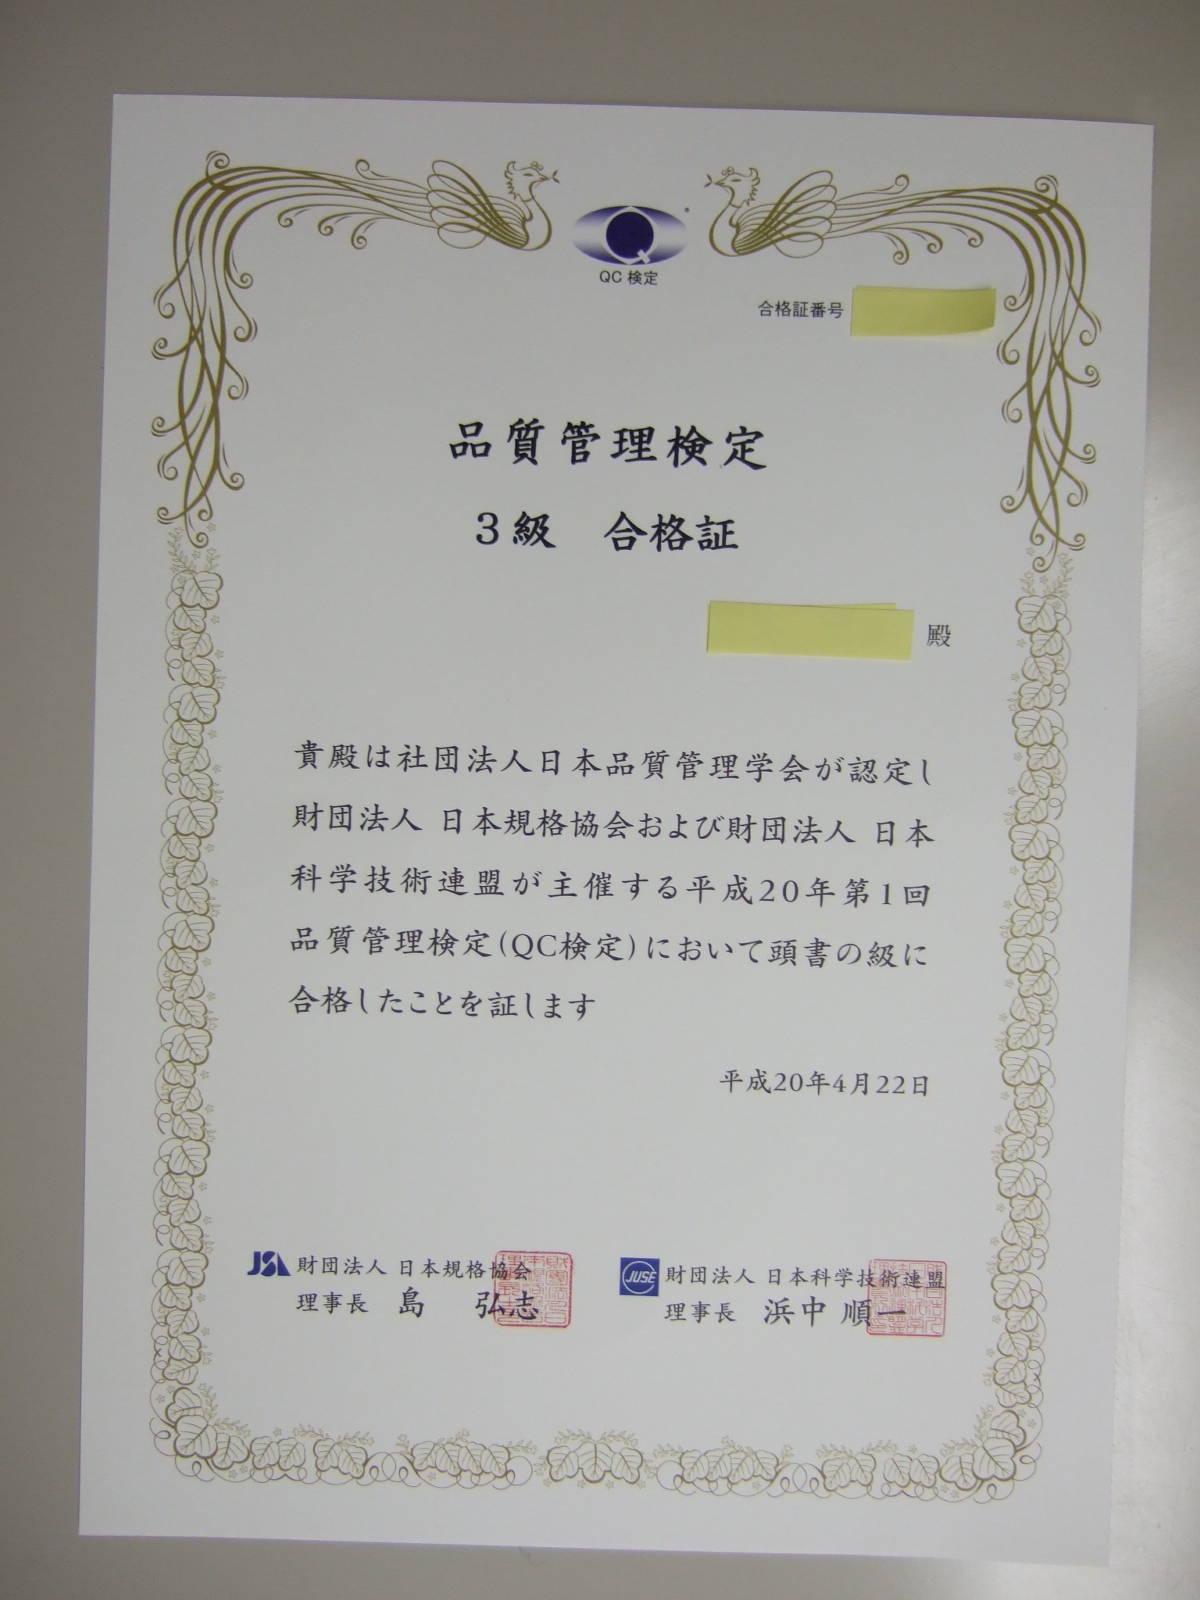 QC 検定
合格証番号
品質管理検定
3級 合格証
殿
貴殿は社団法人日本品質管理学会が認定し
財団法人 日本規格協会および財団法人 日本
科学技術連盟が主催する平成20年第1回
品質管理検定(QC検定)において頭書の級に
合格したことを証します
平成20年4月22日
JSA 財団法人 日本規格協会
理事長 島 弘志
JUSE 財団法人 日本科学技術連盟
理事長 浜中 順一